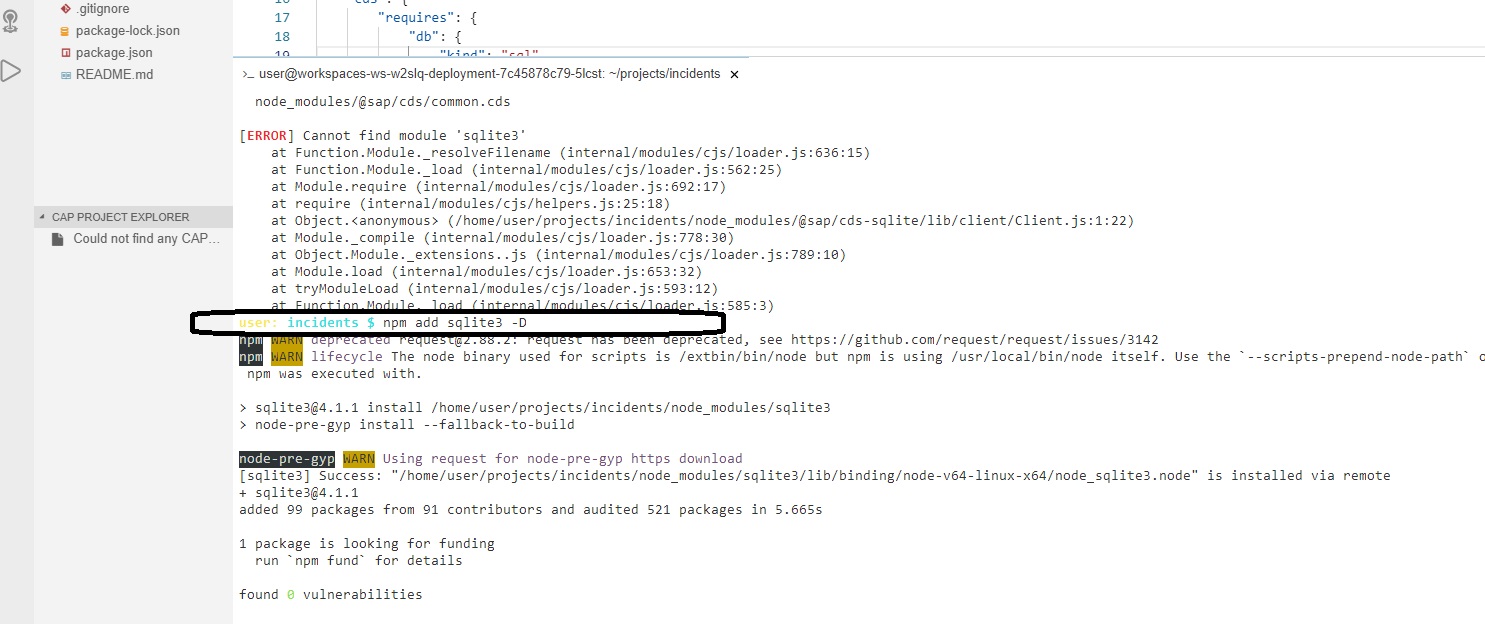 .gitignore
package-lock.json
package.json
README.md
CAP PROJECT EXPLORER
Could not find any CAP...
17 "requires": {
18 "db": {
19 "kind": "sql"
>_ user@workspaces-ws-w2slq-deployment-7c45878c79-5lcst: ~/projects/incidents ×
node_modules/@sap/cds/common.cds
[ERROR] Cannot find module 'sqlite3'
at Function.Module._resolveFilename (internal/modules/cjs/loader.js:636:15)
at Function.Module._load (internal/modules/cjs/loader.js:562:25)
at Module.require (internal/modules/cjs/loader.js:692:17)
at require (internal/modules/cjs/helpers.js:25:18)
at Object.<anonymous> (/home/user/projects/incidents/node_modules/@sap/cds-sqlite/lib/client/Client.js:1:22)
at Module._compile (internal/modules/cjs/loader.js:778:30)
at Object.Module._extensions..js (internal/modules/cjs/loader.js:789:10)
at Module.load (internal/modules/cjs/loader.js:653:32)
at tryModuleLoad (internal/modules/cjs/loader.js:593:12)
at Function.Module._load (internal/modules/cjs/loader.js:585:3)
user: incidents $ npm add sqlite3 -D
npm WARN deprecated request@2.88.2: request has been deprecated, see https://github.com/request/request/issues/3142
npm WARN lifecycle The node binary used for scripts is /extbin/bin/node but npm is using /usr/local/bin/node itself. Use the `--scripts-prepend-node-path` o
npm was executed with.
> sqlite3@4.1.1 install /home/user/projects/incidents/node_modules/sqlite3
> node-pre-gyp install --fallback-to-build
node-pre-gyp WARN Using request for node-pre-gyp https download
[sqlite3] Success: "/home/user/projects/incidents/node_modules/sqlite3/lib/binding/node-v64-linux-x64/node_sqlite3.node" is installed via remote
+ sqlite3@4.1.1
added 99 packages from 91 contributors and audited 521 packages in 5.665s
1 package is looking for funding
run `npm fund` for details
found 0 vulnerabilities